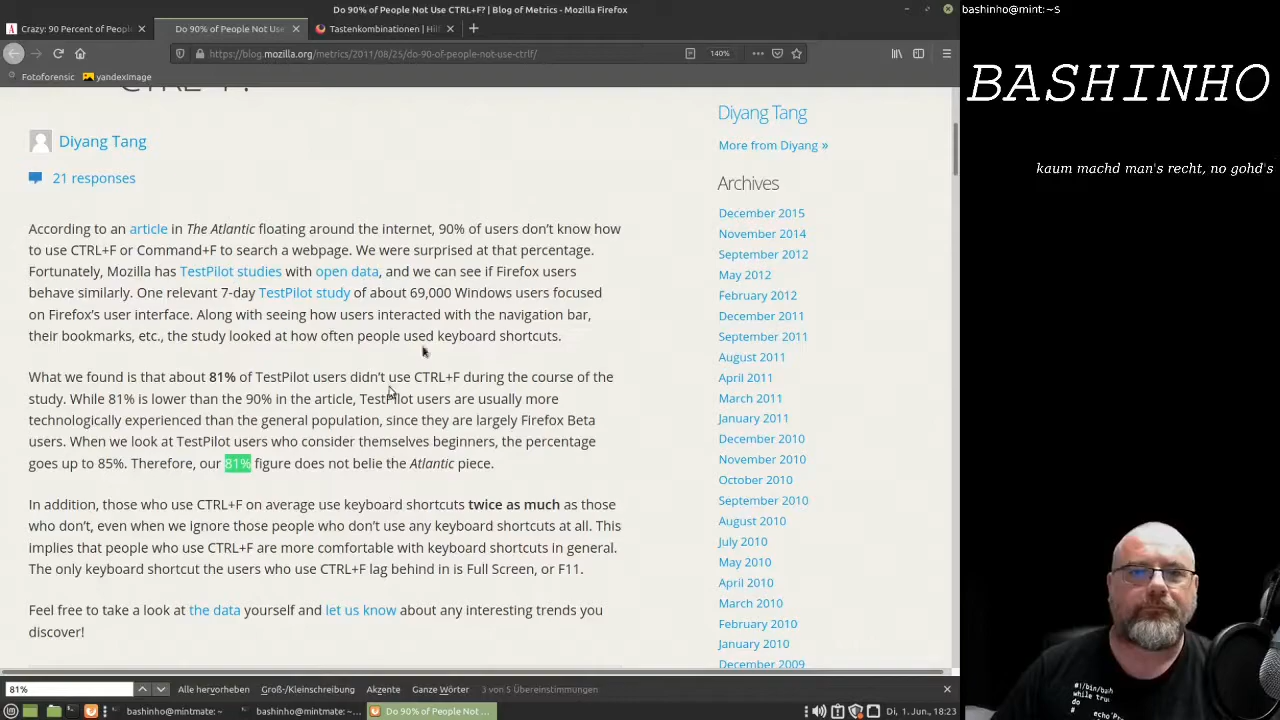 Do 90% of People Not Use CTRL+F? | Blog of Metrics - Mozilla Firefox
Crazy: 90 Percent of Peopl
Do 90% of People Not Use
Tastenkombinationen | Hilf
https://blog.mozilla.org/metrics/2011/08/25/do-90-of-people-not-use-ctrlf/
140%
Fotoforensic
yandeximage
CTRL+F?
Diyang Tang
21 responses
According to an article in The Atlantic floating around the internet, 90% of users don't know how
to use CTRL+F or Command+F to search a webpage. We were surprised at that percentage.
Fortunately, Mozilla has TestPilot studies with open data, and we can see if Firefox users
behave similarly. One relevant 7-day TestPilot study of about 69,000 Windows users focused
on Firefox's user interface. Along with seeing how users interacted with the navigation bar,
their bookmarks, etc., the study looked at how often people used keyboard shortcuts.
What we found is that about 81% of TestPilot users didn't use CTRL+F during the course of the
study. While 81% is lower than the 90% in the article, TestPilot users are usually more
technologically experienced than the general population, since they are largely Firefox Beta
users. When we look at TestPilot users who consider themselves beginners, the percentage
goes up to 85%. Therefore, our 81% figure does not belie the Atlantic piece.
In addition, those who use CTRL+F on average use keyboard shortcuts twice as much as those
who don't, even when we ignore those people who don't use any keyboard shortcuts at all. This
implies that people who use CTRL+F are more comfortable with keyboard shortcuts in general.
The only keyboard shortcut the users who use CTRL+F lag behind in is Full Screen, or F11.
Feel free to take a look at the data yourself and let us know about any interesting trends you
discover!
Diyang Tang
More from Diyang »
Archives
December 2015
November 2014
September 2012
May 2012
February 2012
December 2011
September 2011
August 2011
April 2011
March 2011
January 2011
December 2010
November 2010
October 2010
September 2010
August 2010
July 2010
May 2010
April 2010
March 2010
February 2010
January 2010
December 2009
81%
Alle hervorheben
Groß-/Kleinschreibung
Akzente
Ganze Wörter
3 von 5 Übereinstimmungen
bashinho@mintmate: ~
bashinho@mintmate: ~...
Do 90% of People Not ...
Di, 1. Jun., 18:23
bashinho@mint:~$
BASHINHO
kaum machd man's recht, no gohd's
#!/bin/bash
while true
do